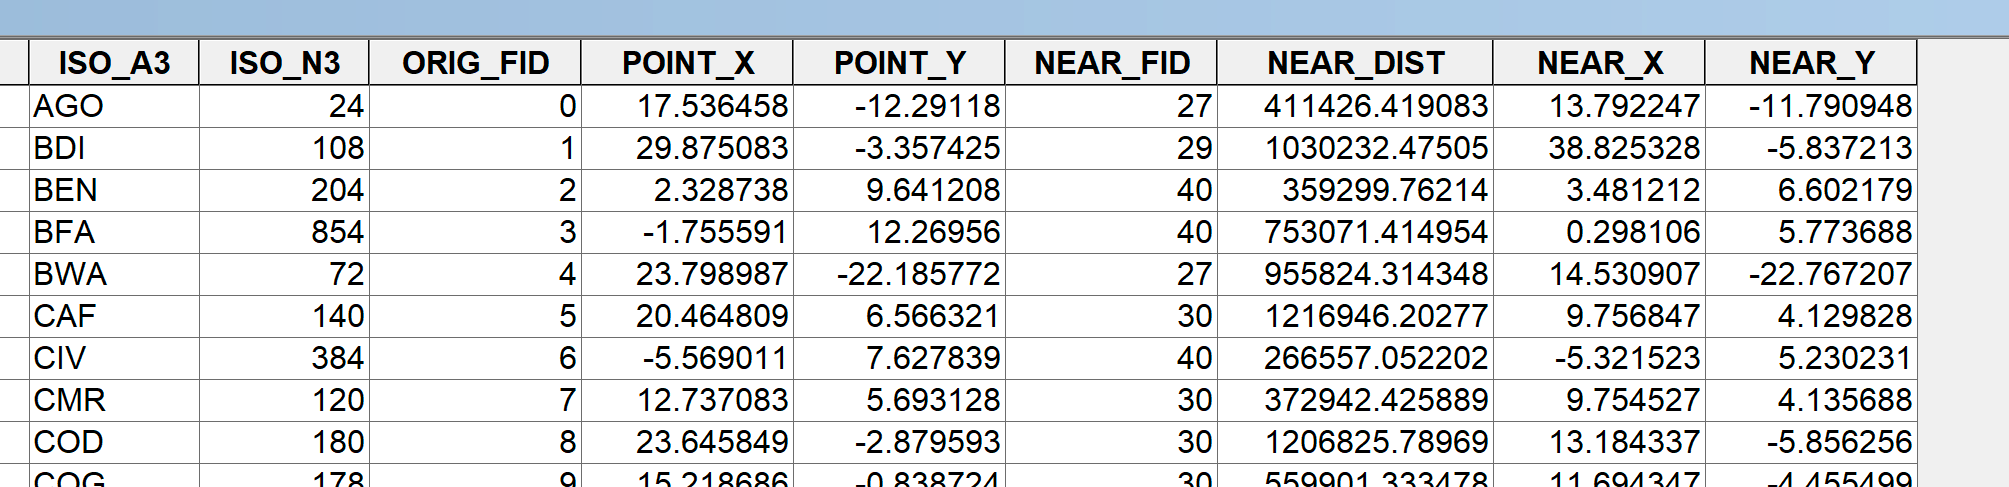 ISO_A3 ISO_N3 ORIG_FID POINT_X POINT_Y NEAR_FID NEAR_DIST NEAR_X NEAR_Y
AGO 24 0 17.536458 -12.29118 27 411426.419083 13.792247 -11.790948
BDI 108 1 29.875083 -3.357425 29 1030232.47505 38.825328 -5.837213
BEN 204 2 2.328738 9.641208 40 359299.76214 3.481212 6.602179
BFA 854 3 -1.755591 12.26956 40 753071.414954 0.298106 5.773688
BWA 72 4 23.798987 -22.185772 27 955824.314348 14.530907 -22.767207
CAF 140 5 20.464809 6.566321 30 1216946.20277 9.756847 4.129828
CIV 384 6 -5.569011 7.627839 40 266557.052202 -5.321523 5.230231
CMR 120 7 12.737083 5.693128 30 372942.425889 9.754527 4.135688
COD 180 8 23.645849 -2.879593 30 1206825.78969 13.184337 -5.856256
COG 178 9 15.218686 -0.838724 30 559901.333478 11.694347 -4.455499